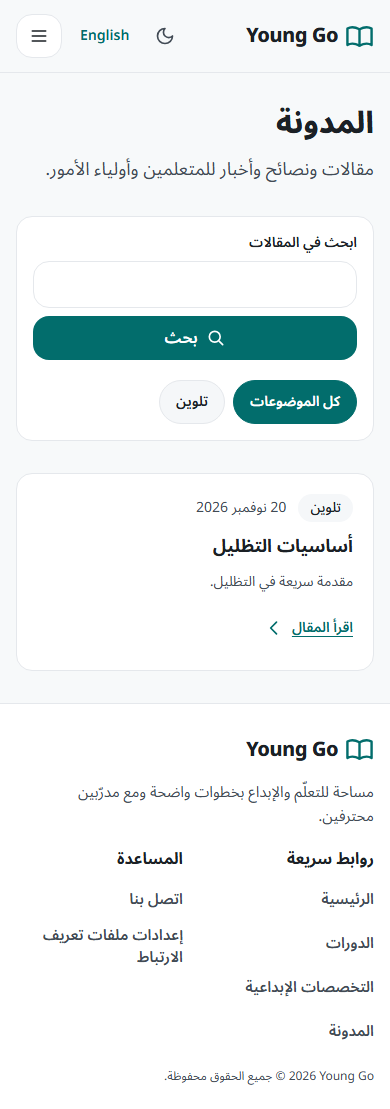 Young Go
English
المدونة
مقالات ونصائح وأخبار للمتعلمين وأولياء الأمور.
ابحث في المقالات
بحث
كل الموضوعات
تلوين
تلوين
20 نوفمبر 2026
أساسيات التظليل
مقدمة سريعة في التظليل.
اقرأ المقال
Young Go
مساحة للتعلّم والإبداع بخطوات واضحة ومع مدرّبين
محترفين.
روابط سريعة
الرئيسية
الدورات
التخصصات الإبداعية
المدونة
المساعدة
اتصل بنا
إعدادات ملفات تعريف
الارتباط
Young Go 2026 © جميع الحقوق محفوظة.